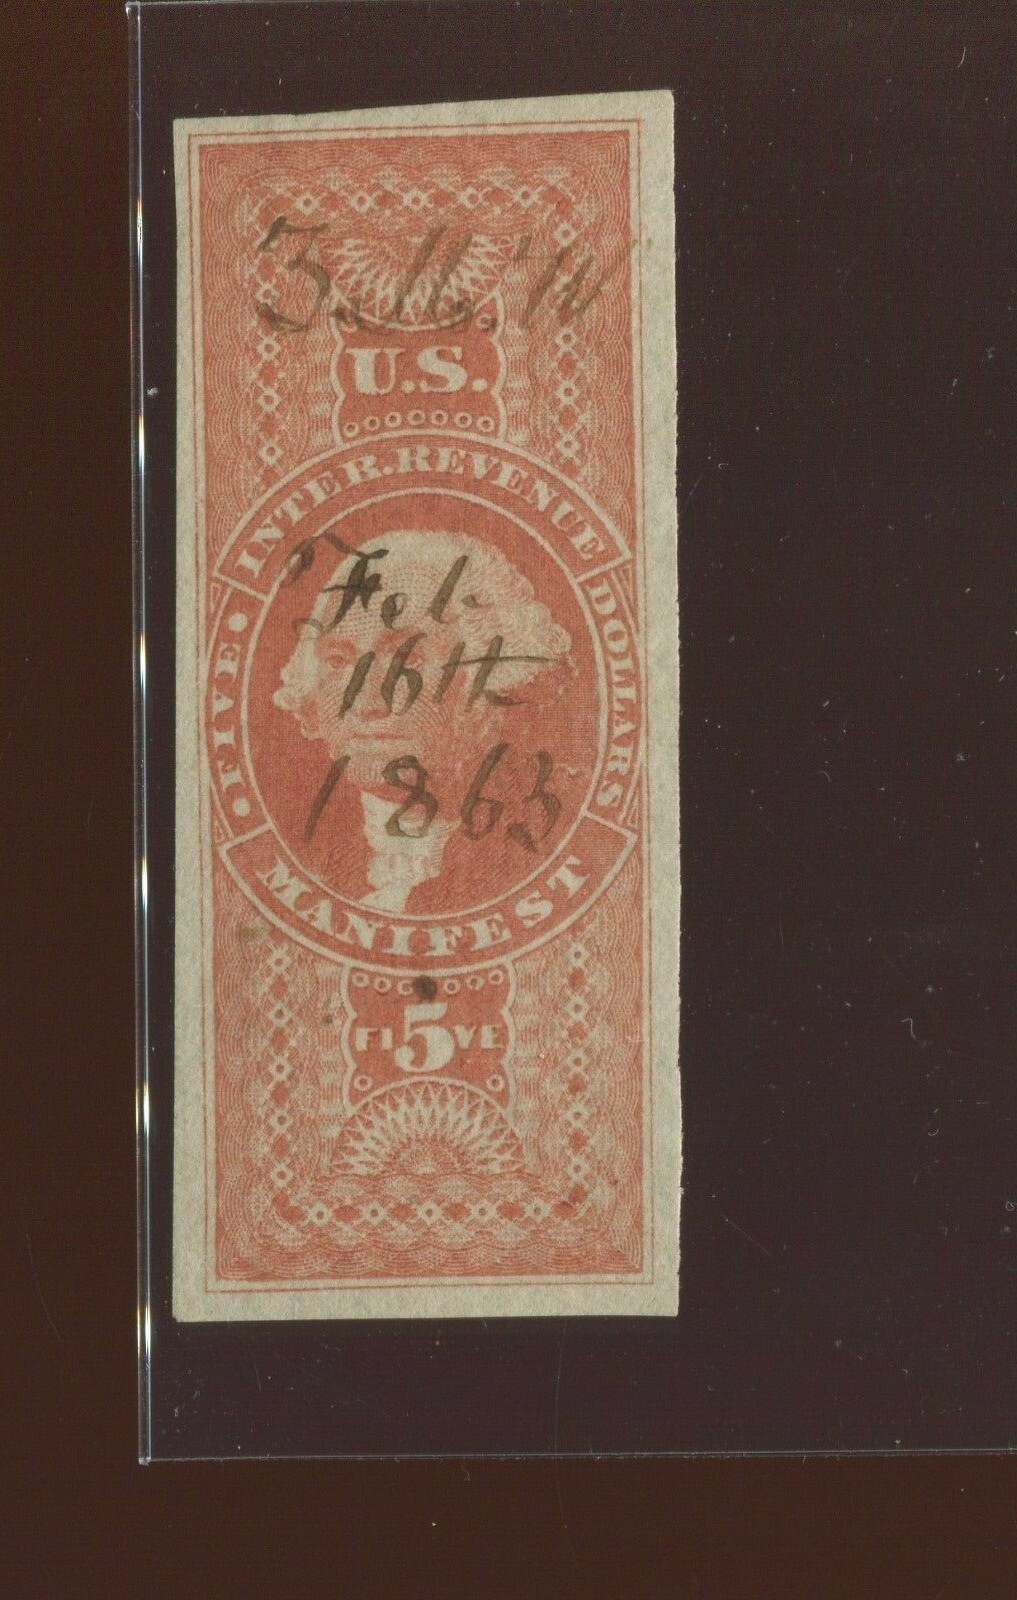 U.S.
INTER. REVENUE
FIVE
DOLLARS
Feb.
16th
1863
MANIFEST
FI 5 VE